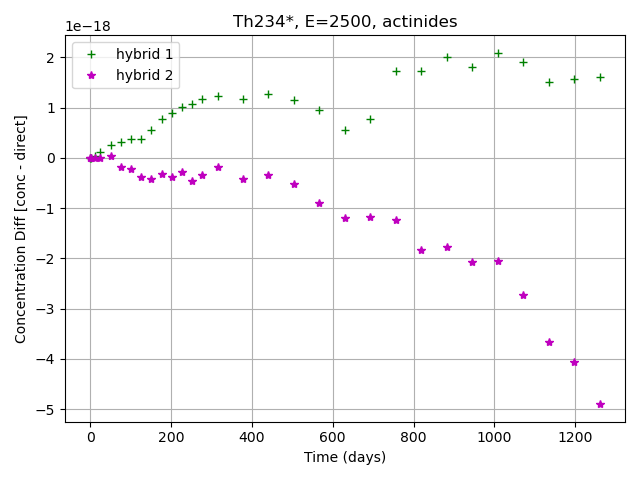 Th234*, E=2500, actinides
1e−18
hybrid 1
hybrid 2
2
1
0
−1
−2
−3
−4
−5
Concentration Diff [conc - direct]
0 200 400 600 800 1000 1200
Time (days)